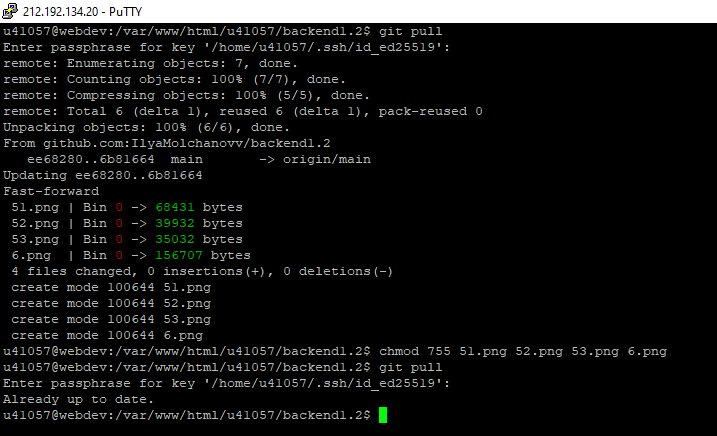 212.192.134.20 - PuTTY
u41057@webdev:/var/www/html/u41057/backend1.2$ git pull
Enter passphrase for key '/home/u41057/.ssh/id_ed25519':
remote: Enumerating objects: 7, done.
remote: Counting objects: 100% (7/7), done.
remote: Compressing objects: 100% (5/5), done.
remote: Total 6 (delta 1), reused 6 (delta 1), pack-reused 0
Unpacking objects: 100% (6/6), done.
From github.com:IlyaMolchanovv/backend1.2
   ee68280..6b81664  main       -> origin/main
Updating ee68280..6b81664
Fast-forward
 51.png | Bin 0 -> 68431 bytes
 52.png | Bin 0 -> 39932 bytes
 53.png | Bin 0 -> 35032 bytes
 6.png  | Bin 0 -> 156707 bytes
 4 files changed, 0 insertions(+), 0 deletions(-)
 create mode 100644 51.png
 create mode 100644 52.png
 create mode 100644 53.png
 create mode 100644 6.png
u41057@webdev:/var/www/html/u41057/backend1.2$ chmod 755 51.png 52.png 53.png 6.png
u41057@webdev:/var/www/html/u41057/backend1.2$ git pull
Enter passphrase for key '/home/u41057/.ssh/id_ed25519':
Already up to date.
u41057@webdev:/var/www/html/u41057/backend1.2$